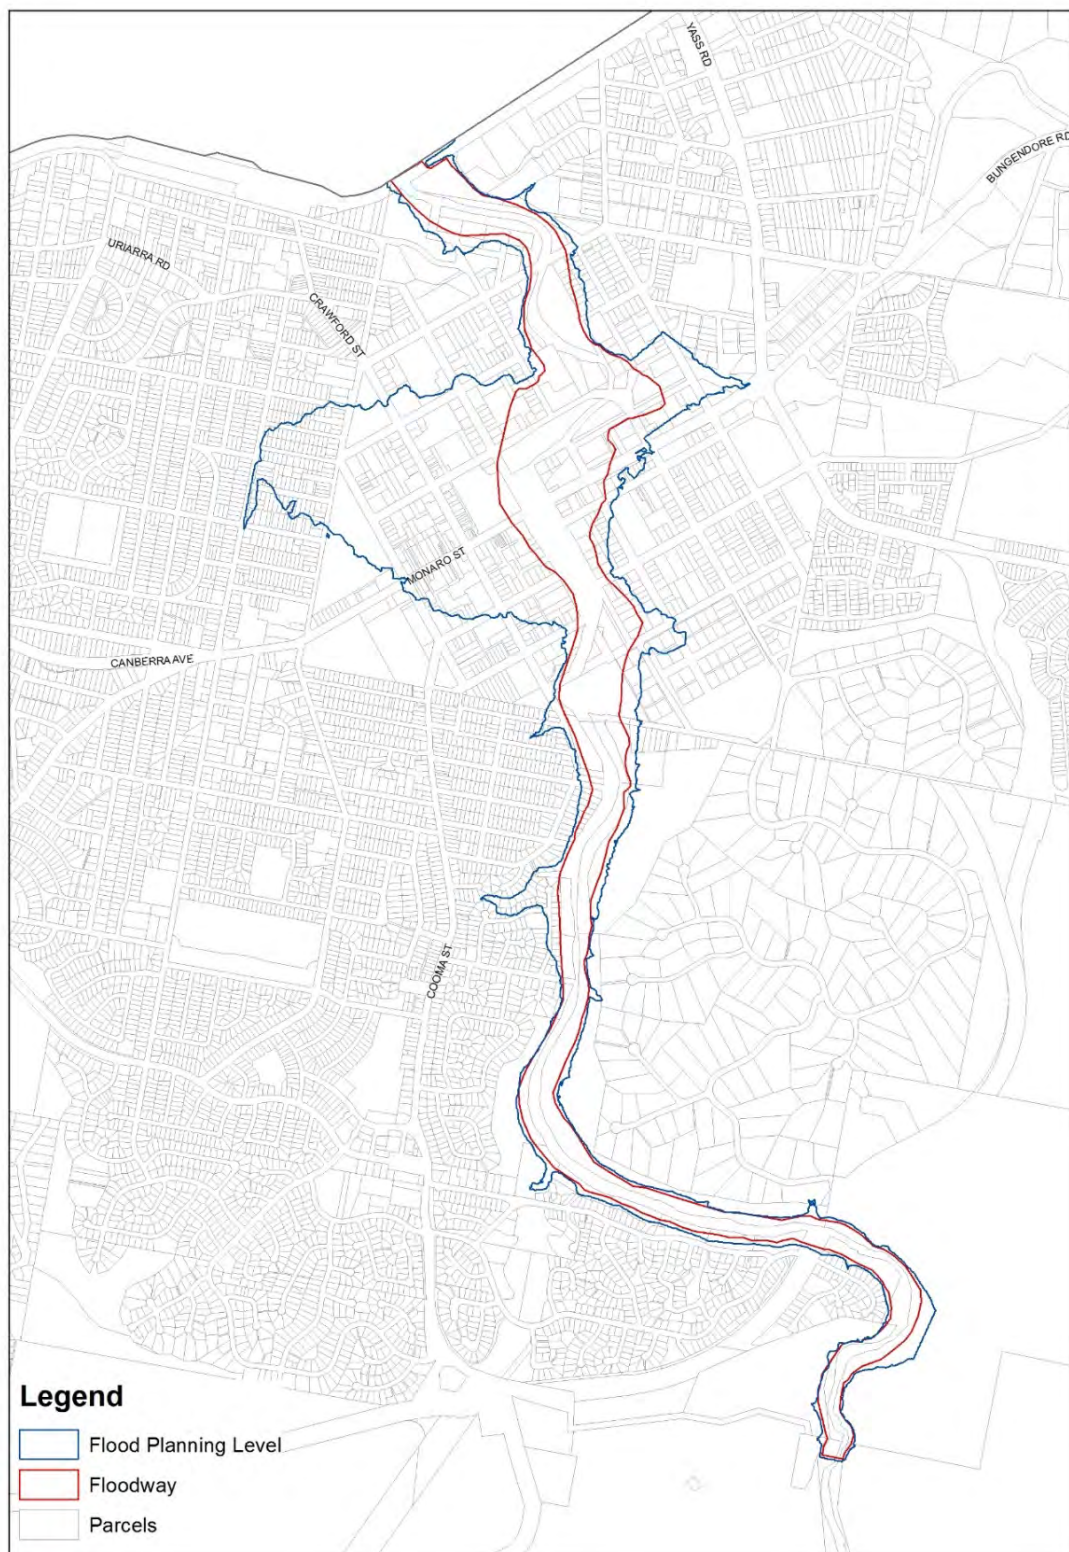 YASS RD
BUNGENDORE RD
URIARRA RD
CRAWFORD ST
MONARO ST
CANBERRA AVE
COOMA ST
Legend
Flood Planning Level
Floodway
Parcels